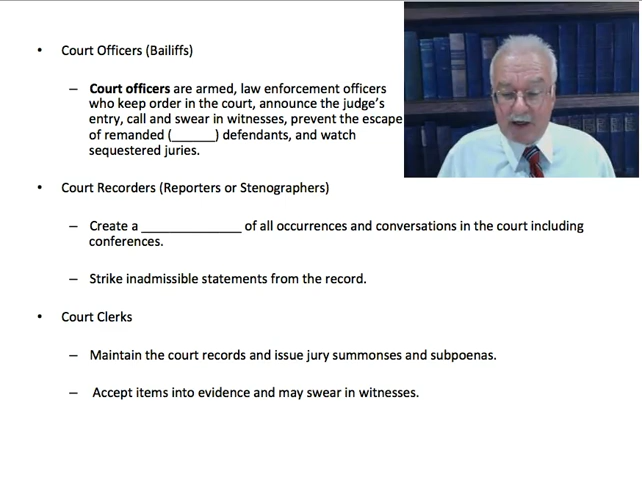 • Court Officers (Bailiffs)
– Court officers are armed, law enforcement officers
who keep order in the court, announce the judge's
entry, call and swear in witnesses, prevent the escape
of remanded (______) defendants, and watch
sequestered juries.
• Court Recorders (Reporters or Stenographers)
– Create a ______________ of all occurrences and conversations in the court including
conferences.
– Strike inadmissible statements from the record.
• Court Clerks
– Maintain the court records and issue jury summonses and subpoenas.
– Accept items into evidence and may swear in witnesses.